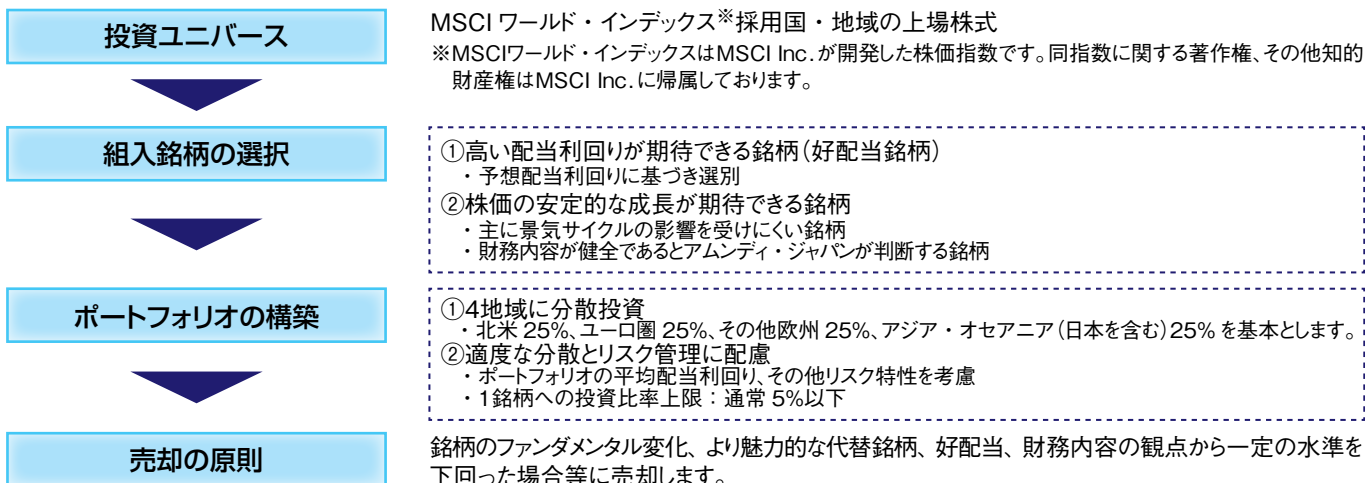 投資ユニバース
MSCI ワールド・インデックス※採用国・地域の上場株式
※MSCIワールド・インデックスはMSCI Inc.が開発した株価指数です。同指数に関する著作権、その他知的
財産権はMSCI Inc.に帰属しております。
組入銘柄の選択
①高い配当利回りが期待できる銘柄(好配当銘柄)
・予想配当利回りに基づき選別
②株価の安定的な成長が期待できる銘柄
・主に景気サイクルの影響を受けにくい銘柄
・財務内容が健全であるとアムンディ・ジャパンが判断する銘柄
ポートフォリオの構築
①4地域に分散投資
・北米 25%、ユーロ圏 25%、その他欧州 25%、アジア・オセアニア(日本を含む)25% を基本とします。
②適度な分散とリスク管理に配慮
・ポートフォリオの平均配当利回り、その他リスク特性を考慮
・1銘柄への投資比率上限:通常 5%以下
売却の原則
銘柄のファンダメンタル変化、より魅力的な代替銘柄、好配当、財務内容の観点から一定の水準を
下回った場合等に売却します。